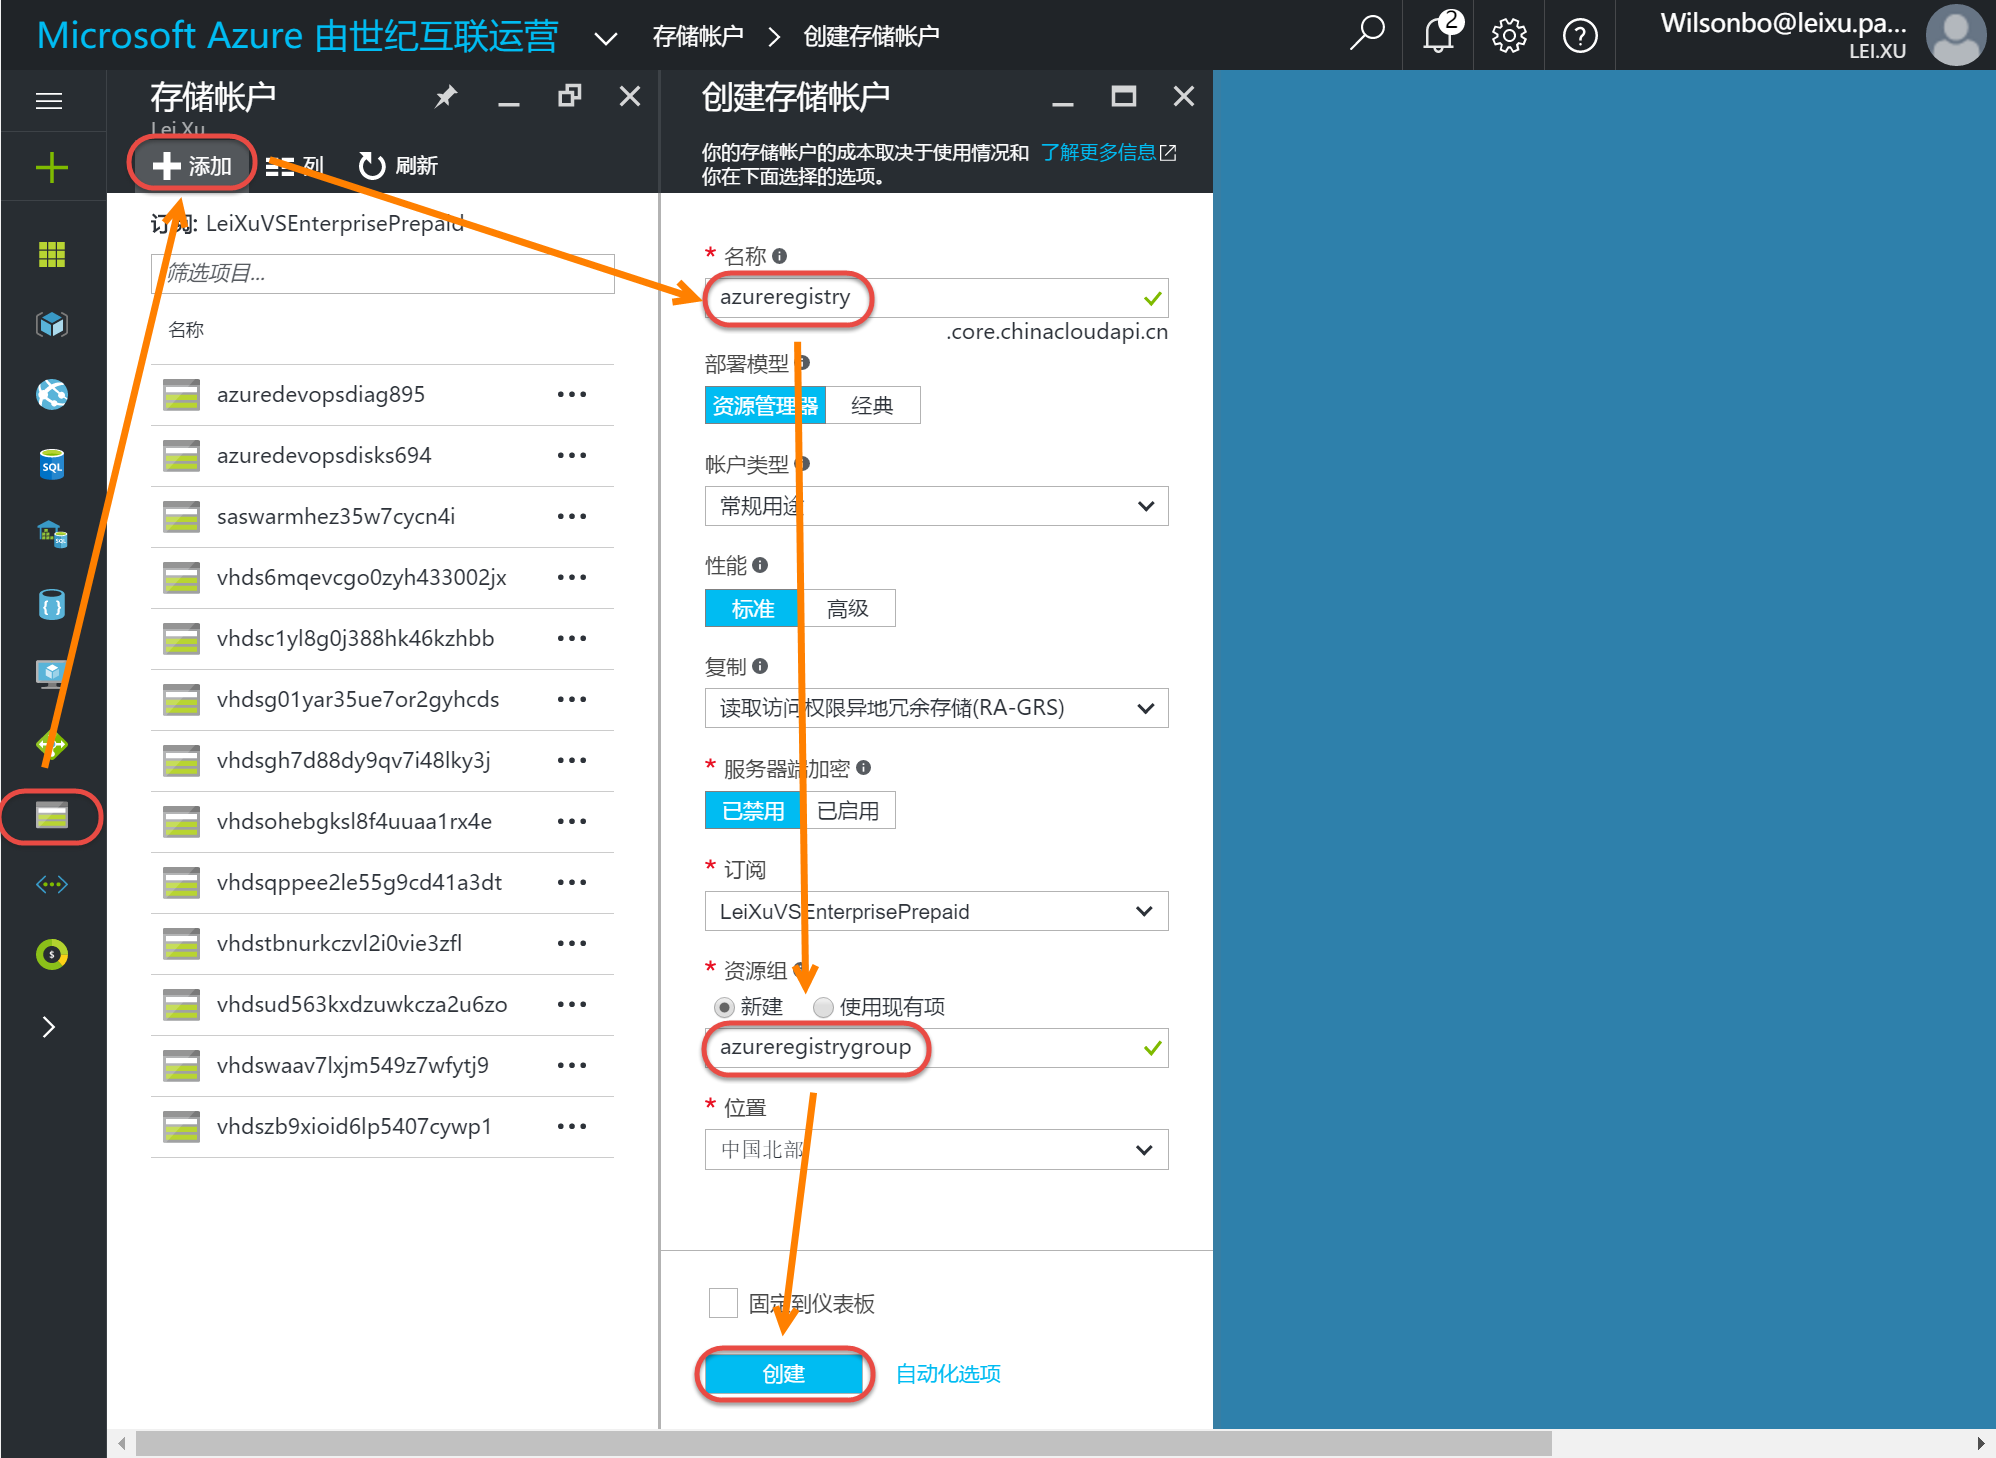 Microsoft Azure 由世纪互联运营
存储帐户 > 创建存储帐户
2
Wilsonbo@leixu.pa...
LEI.XU
存储帐户
Lei Xu
添加
列
刷新
订阅: LeiXuVSEnterprisePrepaid
筛选项目...
名称
azuredevopsdiag895
azuredevopsdisks694
saswarmhez35w7cycn4i
vhds6mqevcgo0zyh433002jx
vhdsc1yl8g0j388hk46kzhbb
vhdsg01yar35ue7or2gyhcds
vhdsgh7d88dy9qv7i48lky3j
vhdsohebgksl8f4uuaa1rx4e
vhdsqppee2le55g9cd41a3dt
vhdstbnurkczvl2i0vie3zfl
vhdsud563kxdzuwkcza2u6zo
vhdswaav7lxjm549z7wfytj9
vhdszb9xioid6lp5407cywp1
创建存储帐户
你的存储帐户的成本取决于使用情况和 了解更多信息
你在下面选择的选项。
* 名称
azureregistry
.core.chinacloudapi.cn
部署模型
资源管理器 经典
帐户类型
常规用途
性能
标准 高级
复制
读取访问权限异地冗余存储(RA-GRS)
* 服务器端加密
已禁用 已启用
* 订阅
LeiXuVSEnterprisePrepaid
* 资源组
新建 使用现有项
azureregistrygroup
* 位置
中国北部
固定到仪表板
创建 自动化选项
SQL
SQL